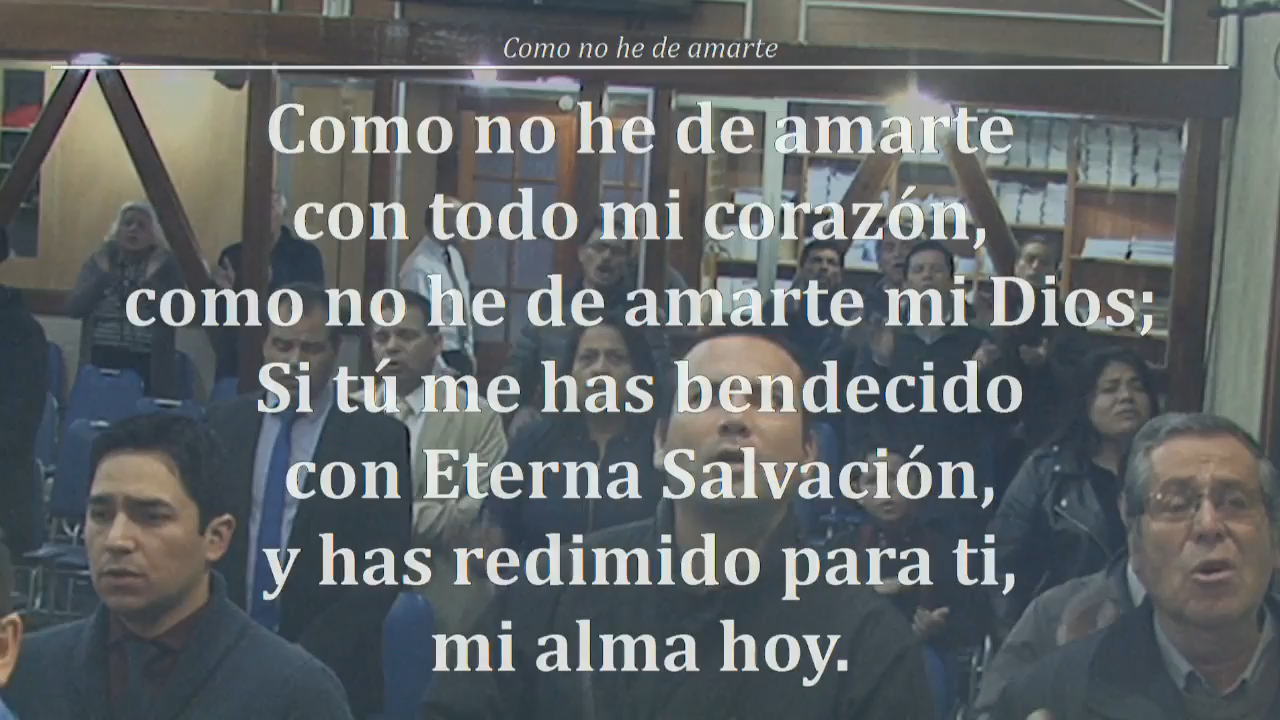 Como no he de amarte
Como no he de amarte
con todo mi corazón,
como no he de amarte mi Dios;
Si tú me has bendecido
con Eterna Salvación,
y has redimido para ti,
mi alma hoy.